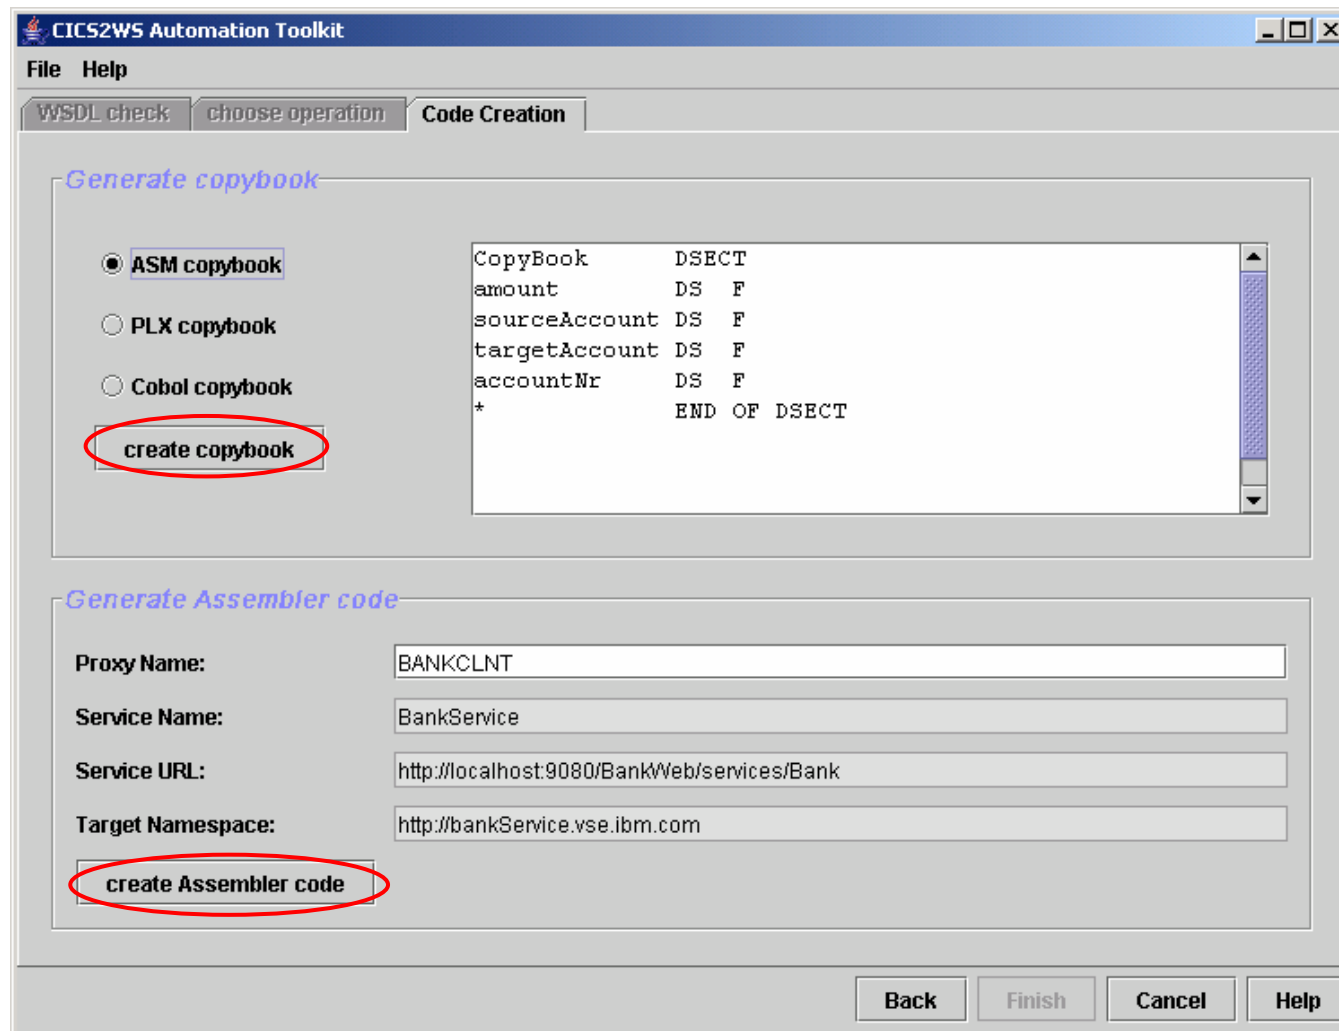 CICS2WS Automation Toolkit
File Help
WSDL check choose operation Code Creation
Generate copybook
ASM copybook
PLX copybook
Cobol copybook
create copybook
CopyBook DSECT
amount DS F
sourceAccount DS F
targetAccount DS F
accountNr DS F
* END OF DSECT
Generate Assembler code
Proxy Name: BANKCLNT
Service Name: BankService
Service URL: http://localhost:9080/BankWeb/services/Bank
Target Namespace: http://bankService.vse.ibm.com
create Assembler code
Back Finish Cancel Help